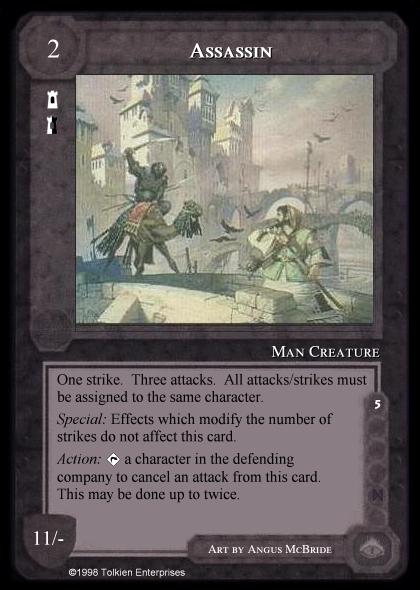 2
ASSASSIN
MAN CREATURE
One strike. Three attacks. All attacks/strikes must
be assigned to the same character.
5
Special: Effects which modify the number of
strikes do not affect this card.
Action: a character in the defending
company to cancel an attack from this card.
This may be done up to twice.
11/-
ART BY ANGUS MCBRIDE
©1998 Tolkien Enterprises